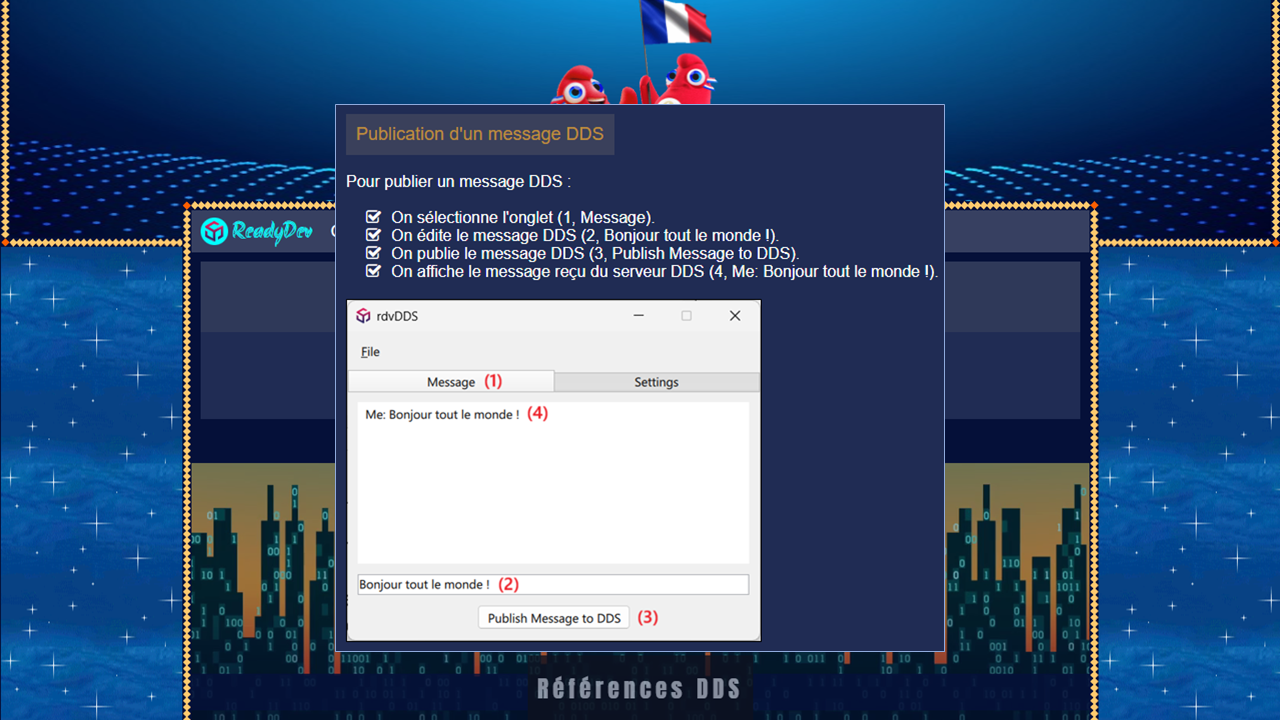 Publication d'un message DDS
Pour publier un message DDS :
On sélectionne l'onglet (1, Message).
On édite le message DDS (2, Bonjour tout le monde !).
On publie le message DDS (3, Publish Message to DDS).
On affiche le message reçu du serveur DDS (4, Me: Bonjour tout le monde !).
ReadyDev
rdvDDS
File
Message (1) Settings
Me: Bonjour tout le monde ! (4)
Bonjour tout le monde ! (2)
Publish Message to DDS (3)
Références DDS